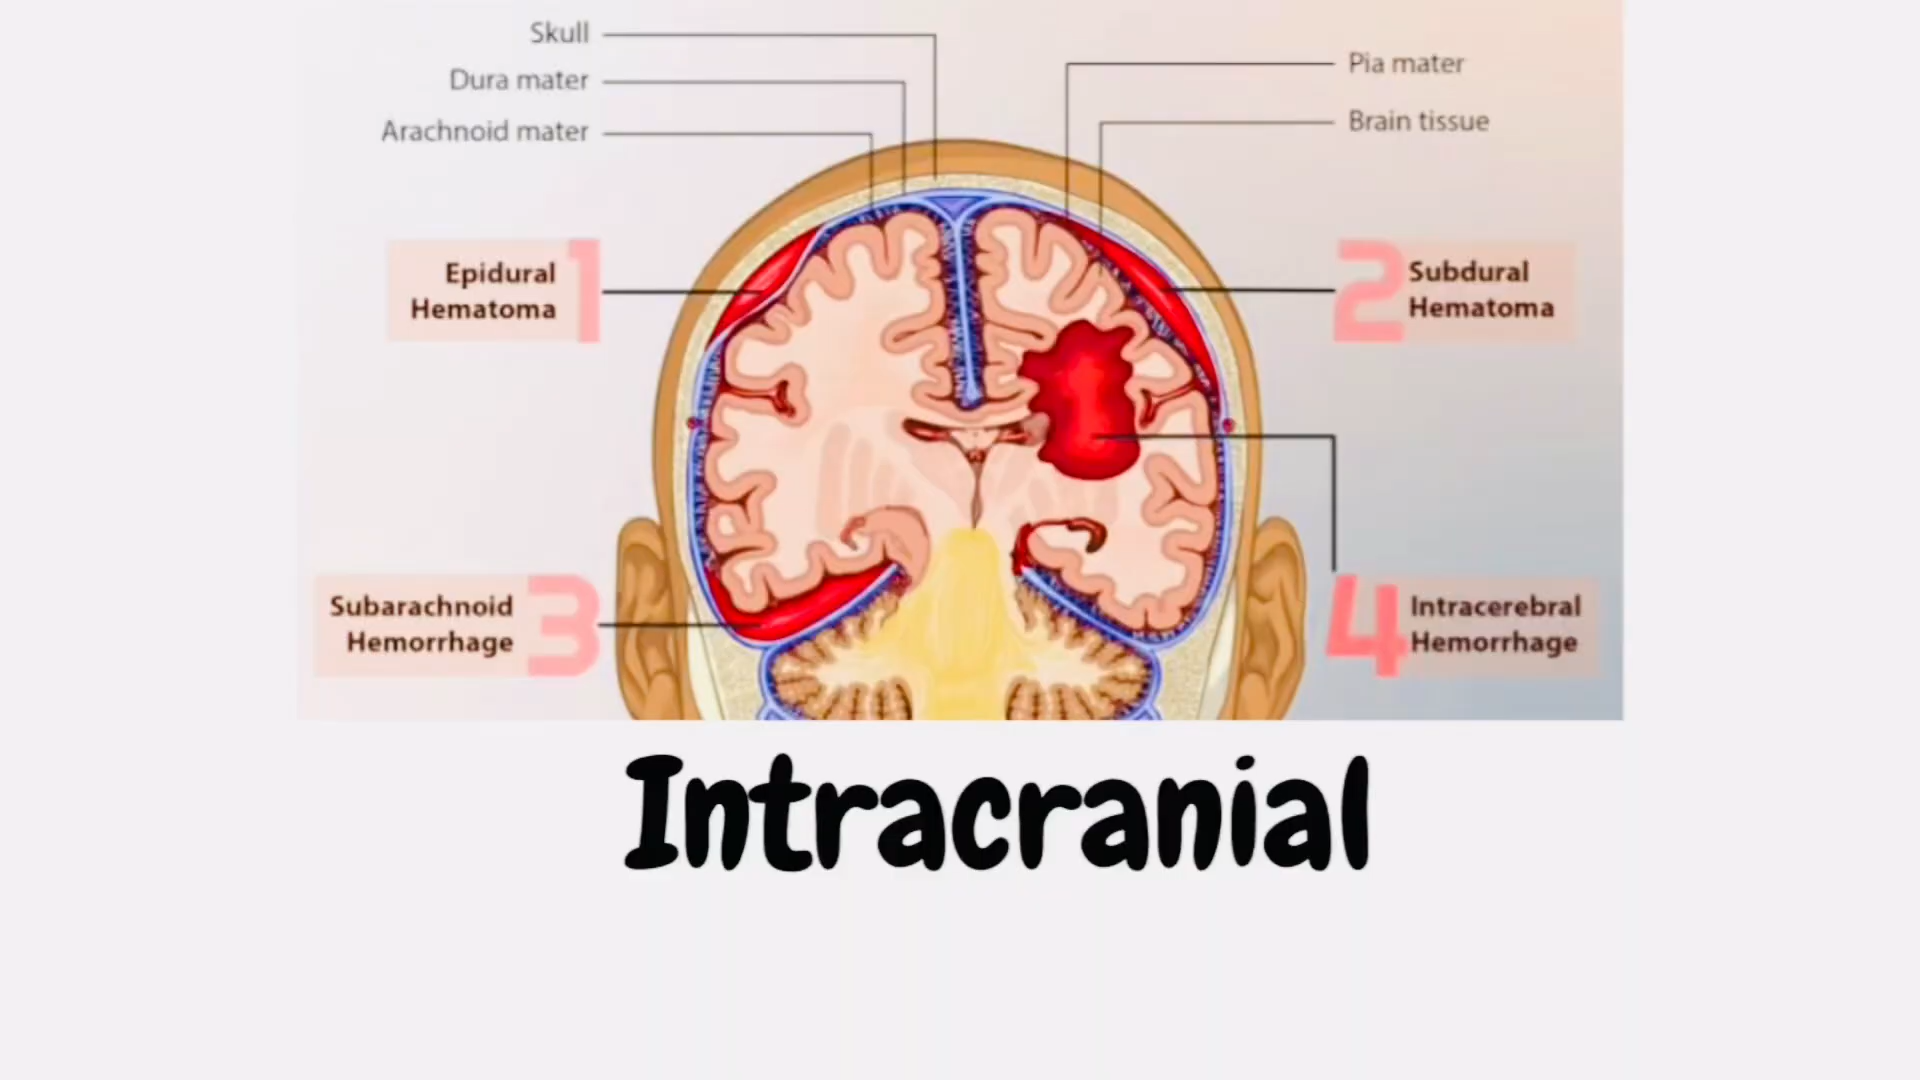 Skull
Dura mater
Arachnoid mater
Pia mater
Brain tissue
1
Epidural
Hematoma
2
Subdural
Hematoma
3
Subarachnoid
Hemorrhage
4
Intracerebral
Hemorrhage
Intracranial